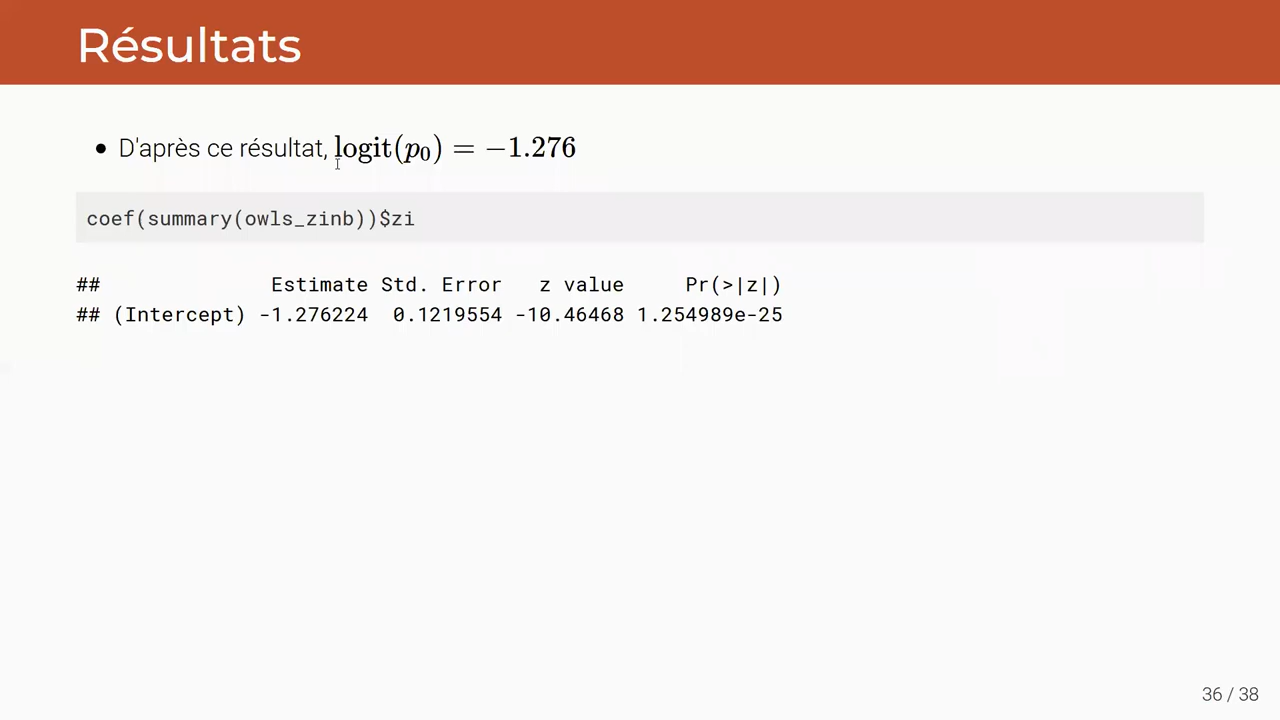 Résultats
• D'après ce résultat, logit(p₀) = −1.276
coef(summary(owls_zinb))$zi
##              Estimate Std. Error   z value     Pr(>|z|)
## (Intercept) -1.276224  0.1219554 -10.46468 1.254989e-25
36 / 38